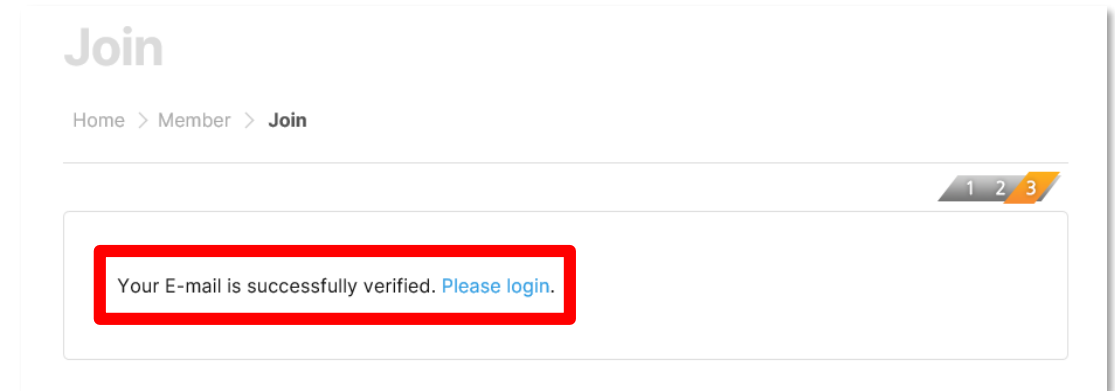 Join
Home > Member > Join
1 2 3
Your E-mail is successfully verified. Please login.